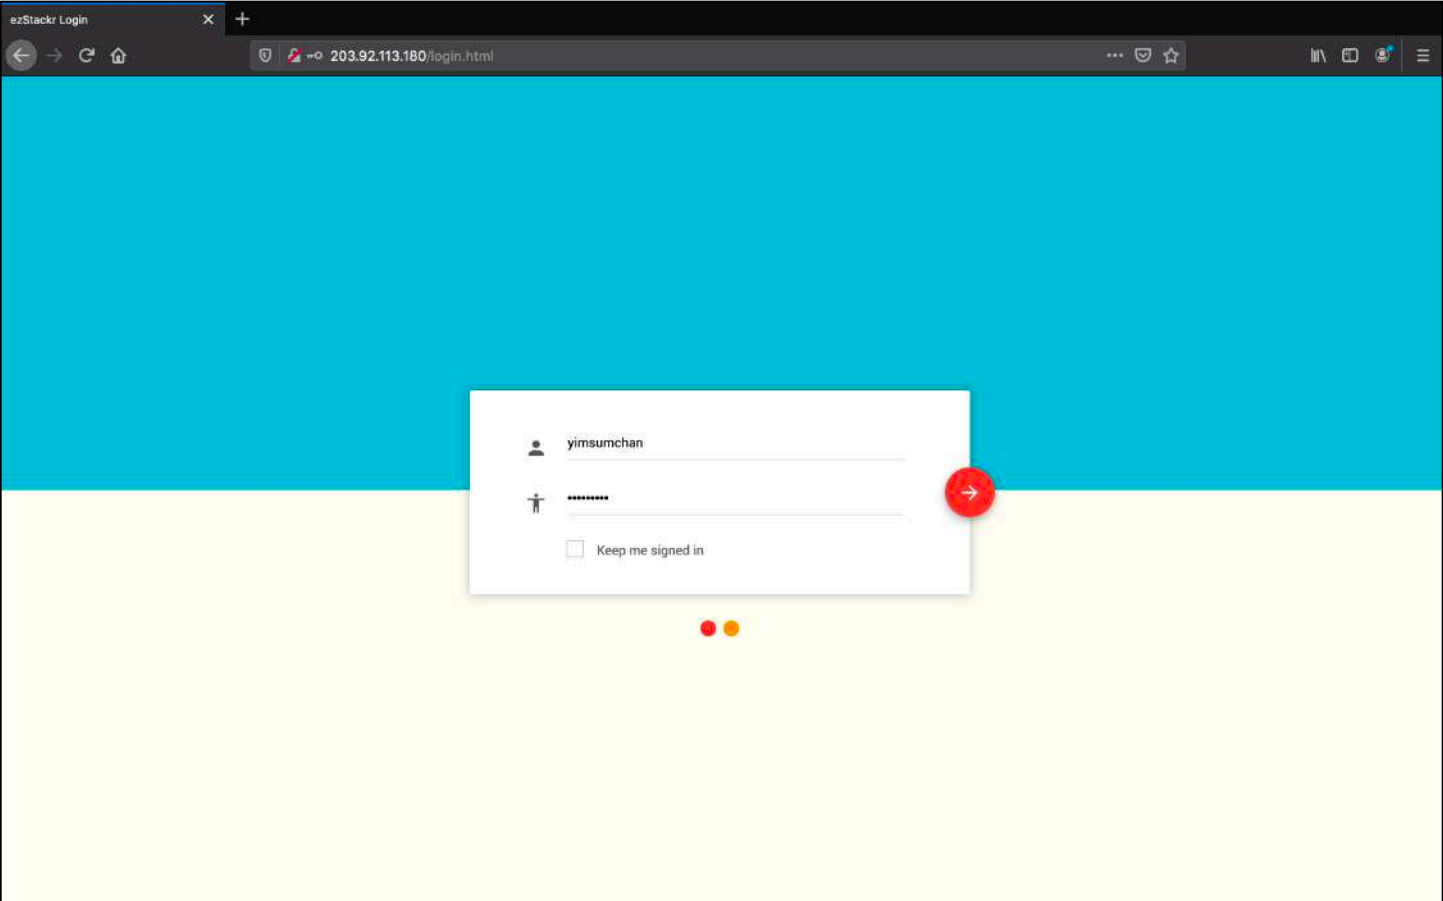 ezStackr Login
203.92.113.180/login.html
yimsumchan
•••••••••
Keep me signed in